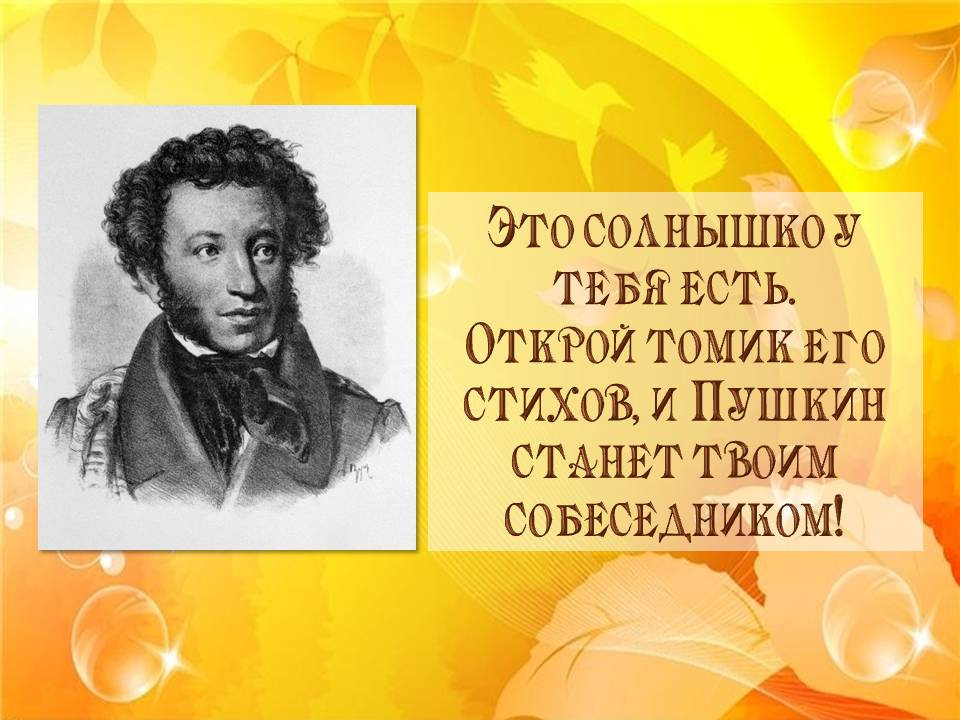 Это солнышко у
тебя есть.
Открой томик его
стихов, и Пушкин
станет твоим
собеседником!